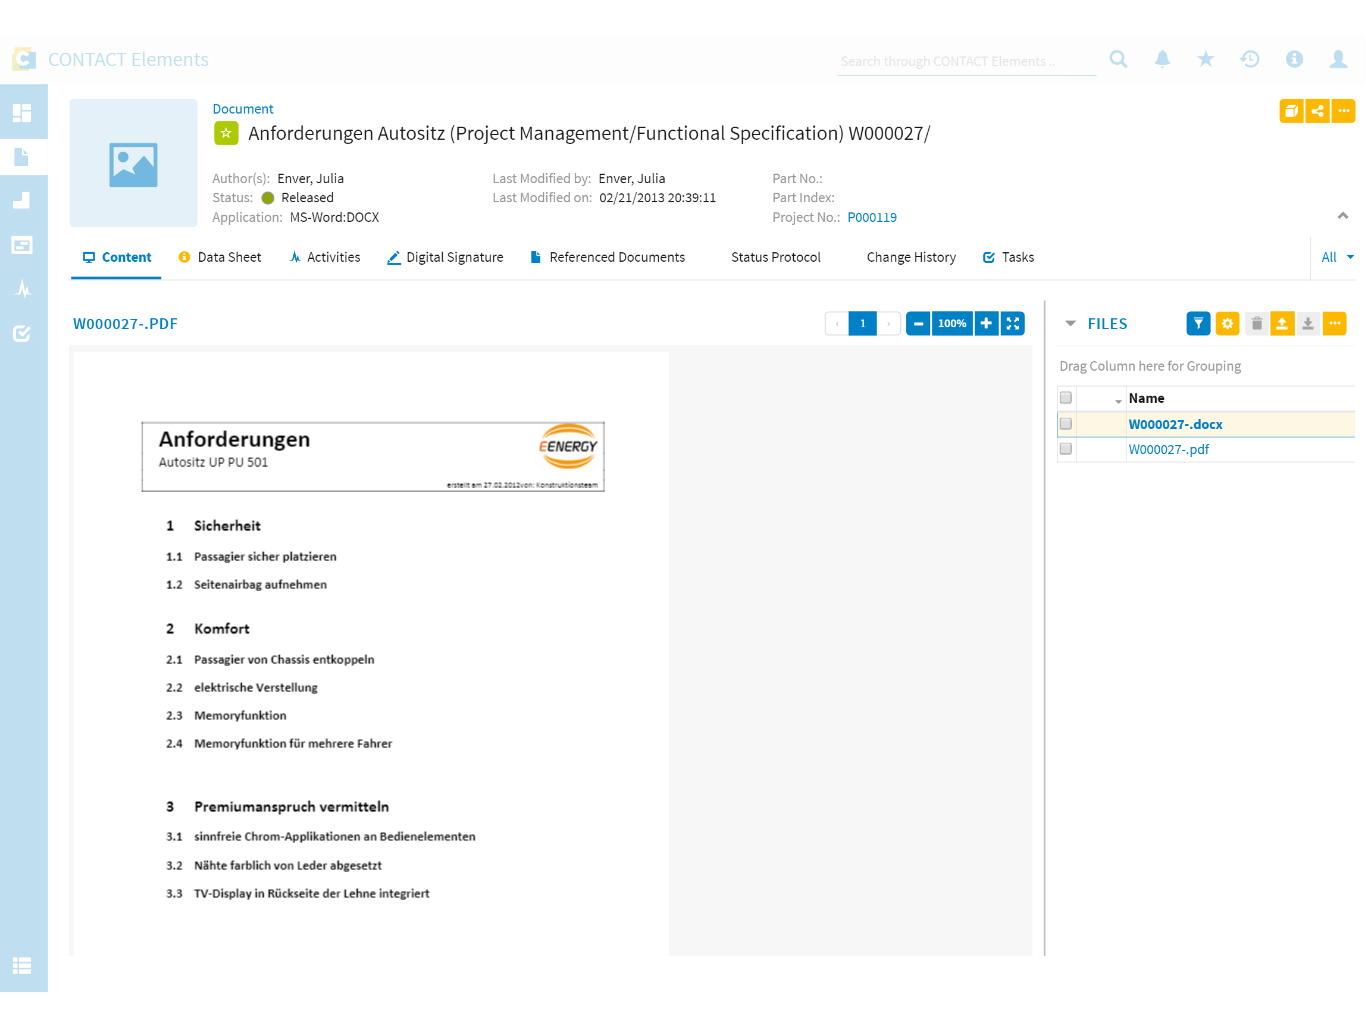 CONTACT Elements
Search through CONTACT Elements ..
Document
Anforderungen Autositz (Project Management/Functional Specification) W000027/
Author(s): Enver, Julia
Status: Released
Application: MS-Word:DOCX
Last Modified by: Enver, Julia
Last Modified on: 02/21/2013 20:39:11
Part No.:
Part Index:
Project No.: P000119
Content Data Sheet Activities Digital Signature Referenced Documents Status Protocol Change History Tasks All
W000027-.PDF
1
100%
Anforderungen
Autositz UP PU 501
EENERGY
erstellt am 27.02.2012von: Konstruktionsteam
1 Sicherheit
1.1 Passagier sicher platzieren
1.2 Seitenairbag aufnehmen
2 Komfort
2.1 Passagier von Chassis entkoppeln
2.2 elektrische Verstellung
2.3 Memoryfunktion
2.4 Memoryfunktion für mehrere Fahrer
3 Premiumanspruch vermitteln
3.1 sinnfreie Chrom-Applikationen an Bedienelementen
3.2 Nähte farblich von Leder abgesetzt
3.3 TV-Display in Rückseite der Lehne integriert
FILES
Drag Column here for Grouping
Name
W000027-.docx
W000027-.pdf